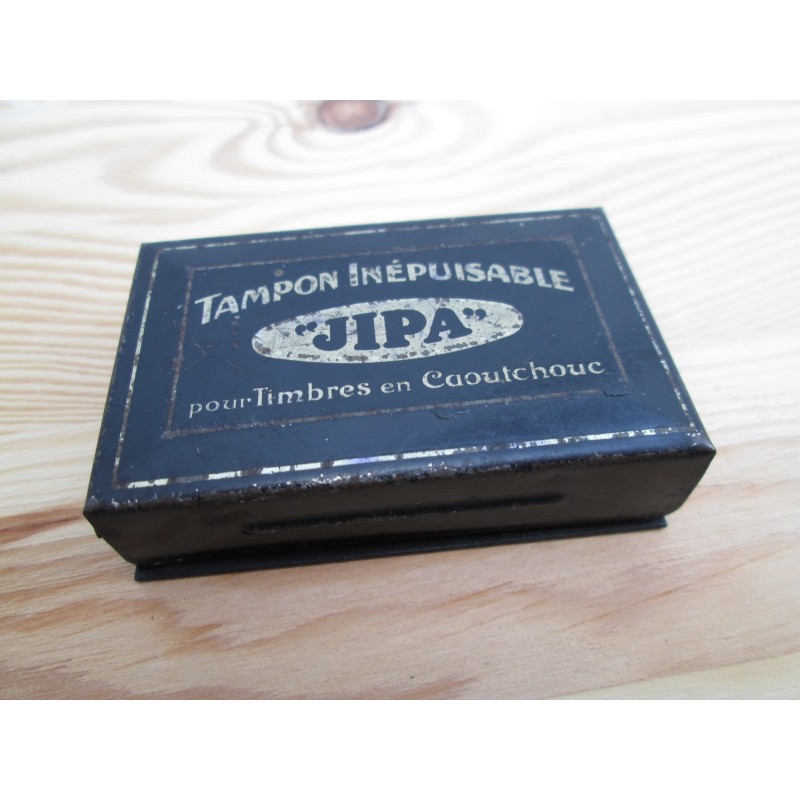 TAMPON INÉPUISABLE
"JIPA"
pour Timbres en Caoutchouc